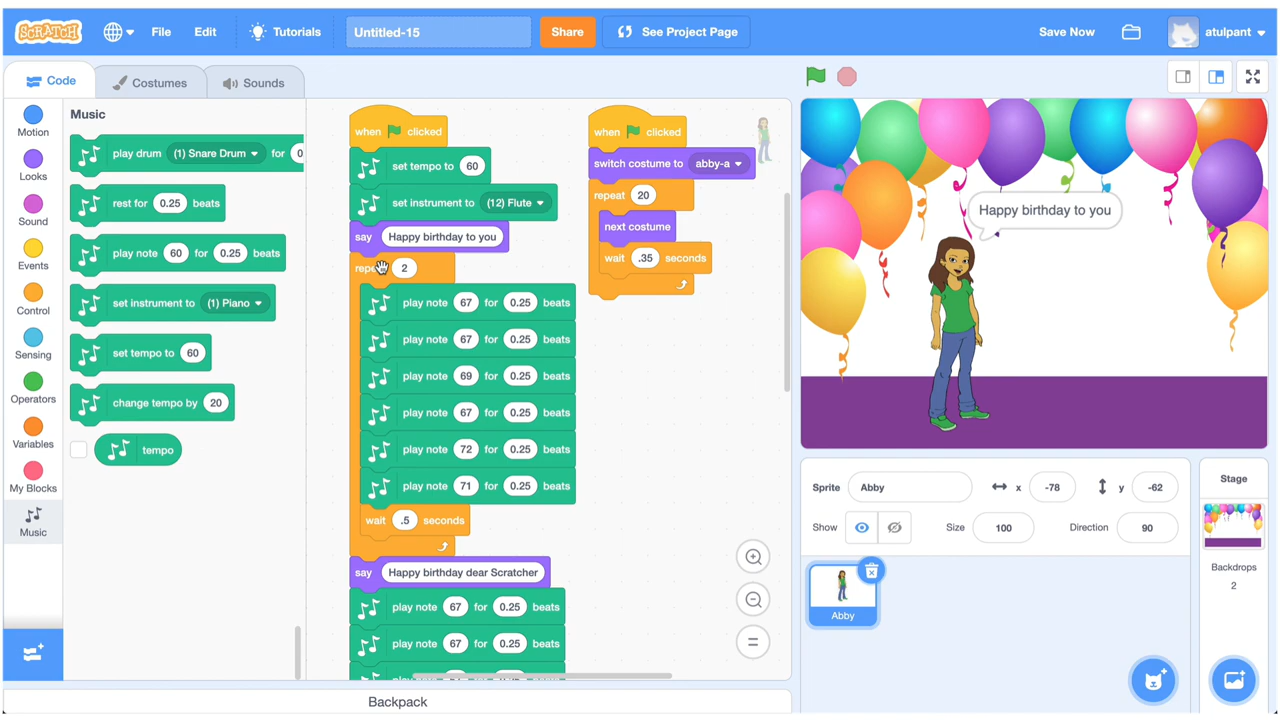 SCRATCH File Edit Tutorials Untitled-15 Share See Project Page Save Now atulpant
Code Costumes Sounds
Motion
Looks
Sound
Events
Control
Sensing
Operators
Variables
My Blocks
Music
Music
play drum (1) Snare Drum for 0
rest for 0.25 beats
play note 60 for 0.25 beats
set instrument to (1) Piano
set tempo to 60
change tempo by 20
tempo
when clicked
set tempo to 60
set instrument to (12) Flute
say Happy birthday to you
repe 2
play note 67 for 0.25 beats
play note 67 for 0.25 beats
play note 69 for 0.25 beats
play note 67 for 0.25 beats
play note 72 for 0.25 beats
play note 71 for 0.25 beats
wait .5 seconds
say Happy birthday dear Scratcher
play note 67 for 0.25 beats
play note 67 for 0.25 beats
when clicked
switch costume to abby-a
repeat 20
next costume
wait .35 seconds
Happy birthday to you
Sprite Abby x -78 y -62
Show Size 100 Direction 90
Abby
Stage
Backdrops
2
Backpack